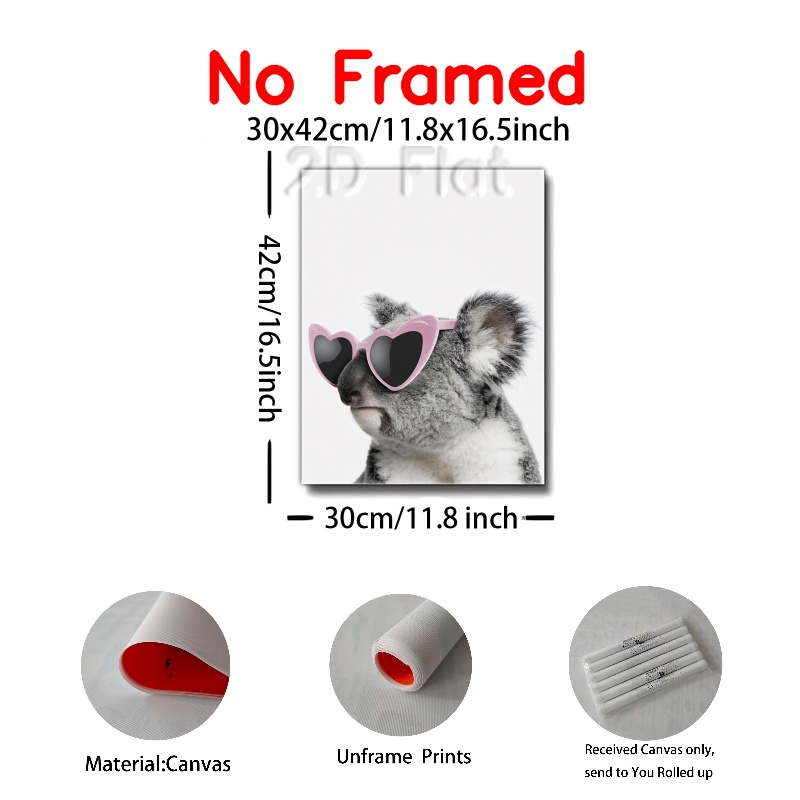 No Framed
30x42cm/11.8x16.5inch
2.D Flat.
42cm/16.5inch
30cm/11.8 inch
Material:Canvas
Unframe Prints
Received Canvas only,
send to You Rolled up